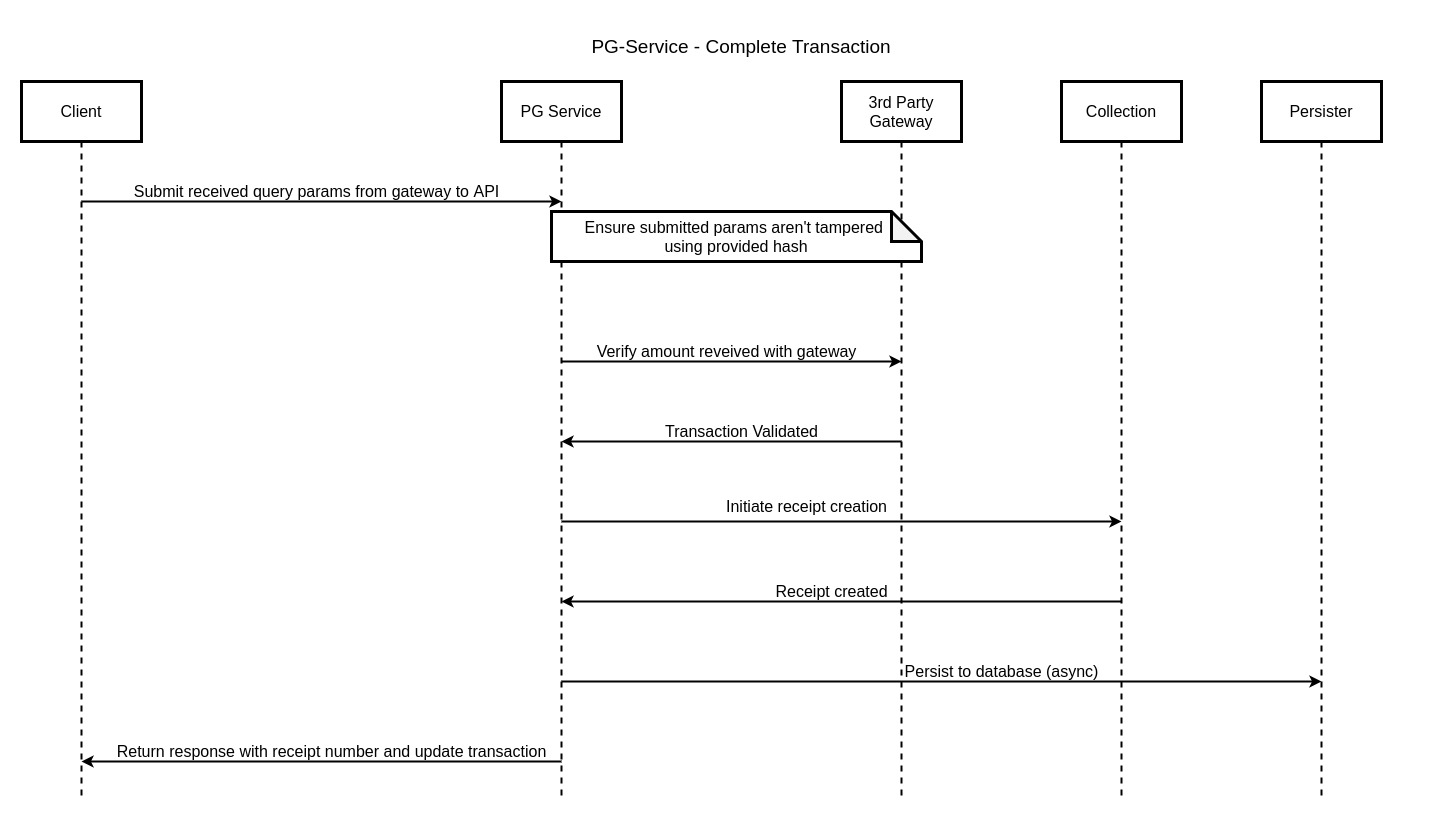 PG-Service - Complete Transaction
Client
PG Service
3rd Party
Gateway
Collection
Persister
Submit received query params from gateway to API
Ensure submitted params aren't tampered
using provided hash
Verify amount reveived with gateway
Transaction Validated
Initiate receipt creation
Receipt created
Persist to database (async)
Return response with receipt number and update transaction